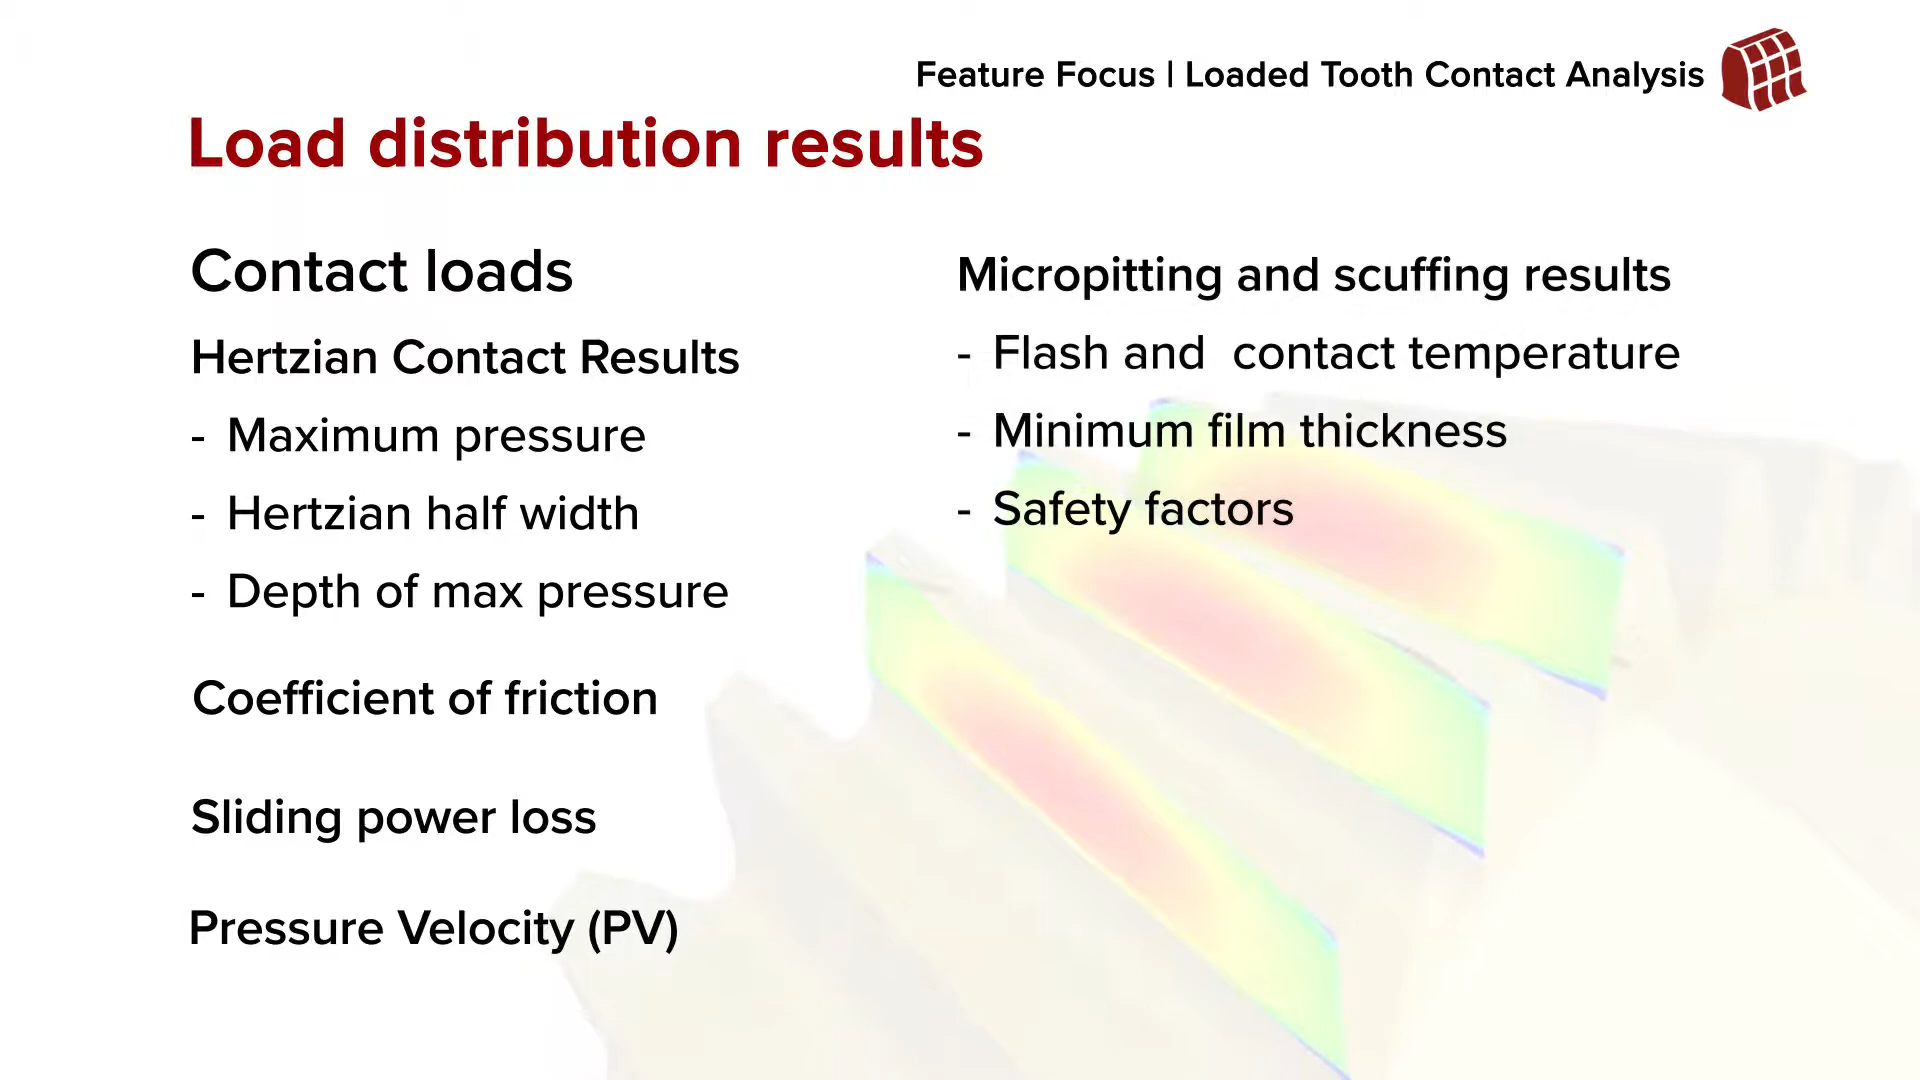 Feature Focus | Loaded Tooth Contact Analysis
Load distribution results
Contact loads
Hertzian Contact Results
- Maximum pressure
- Hertzian half width
- Depth of max pressure
Coefficient of friction
Sliding power loss
Pressure Velocity (PV)
Micropitting and scuffing results
- Flash and  contact temperature
- Minimum film thickness
- Safety factors